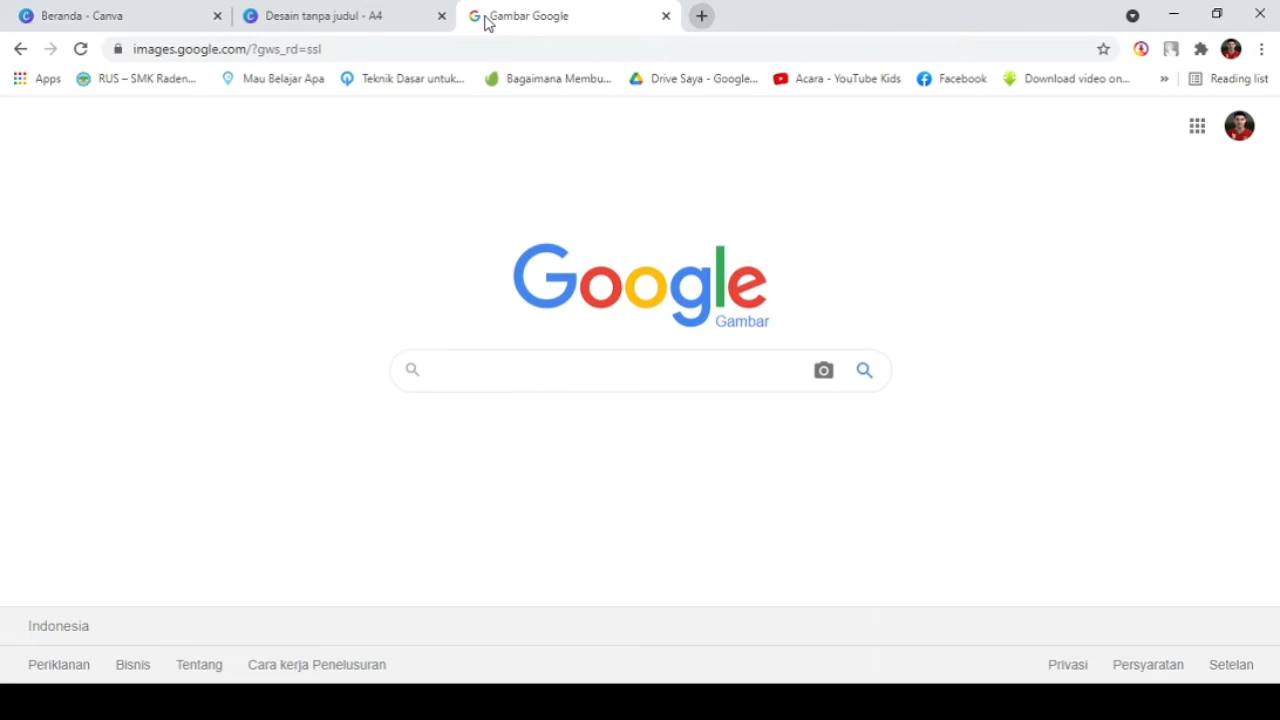 Beranda - Canva
Desain tanpa judul - A4
Gambar Google
images.google.com/?gws_rd=ssl
Apps
RUS – SMK Raden...
Mau Belajar Apa
Teknik Dasar untuk...
Bagaimana Membu...
Drive Saya - Google...
Acara - YouTube Kids
Facebook
Download video on...
»
Reading list
Google
Gambar
Indonesia
Periklanan
Bisnis
Tentang
Cara kerja Penelusuran
Privasi
Persyaratan
Setelan